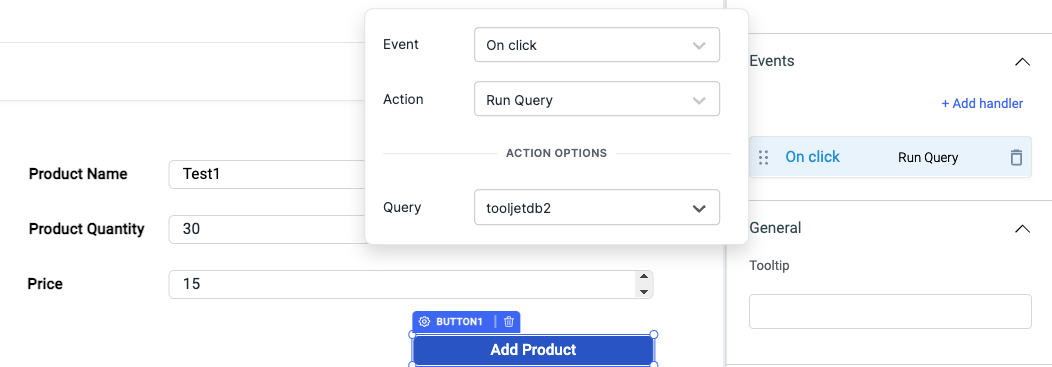 Event
On click
Action
Run Query
ACTION OPTIONS
Query
tooljetdb2
Product Name
Test1
Product Quantity
30
Price
15
BUTTON1
Add Product
Events
+ Add handler
On click
Run Query
General
Tooltip